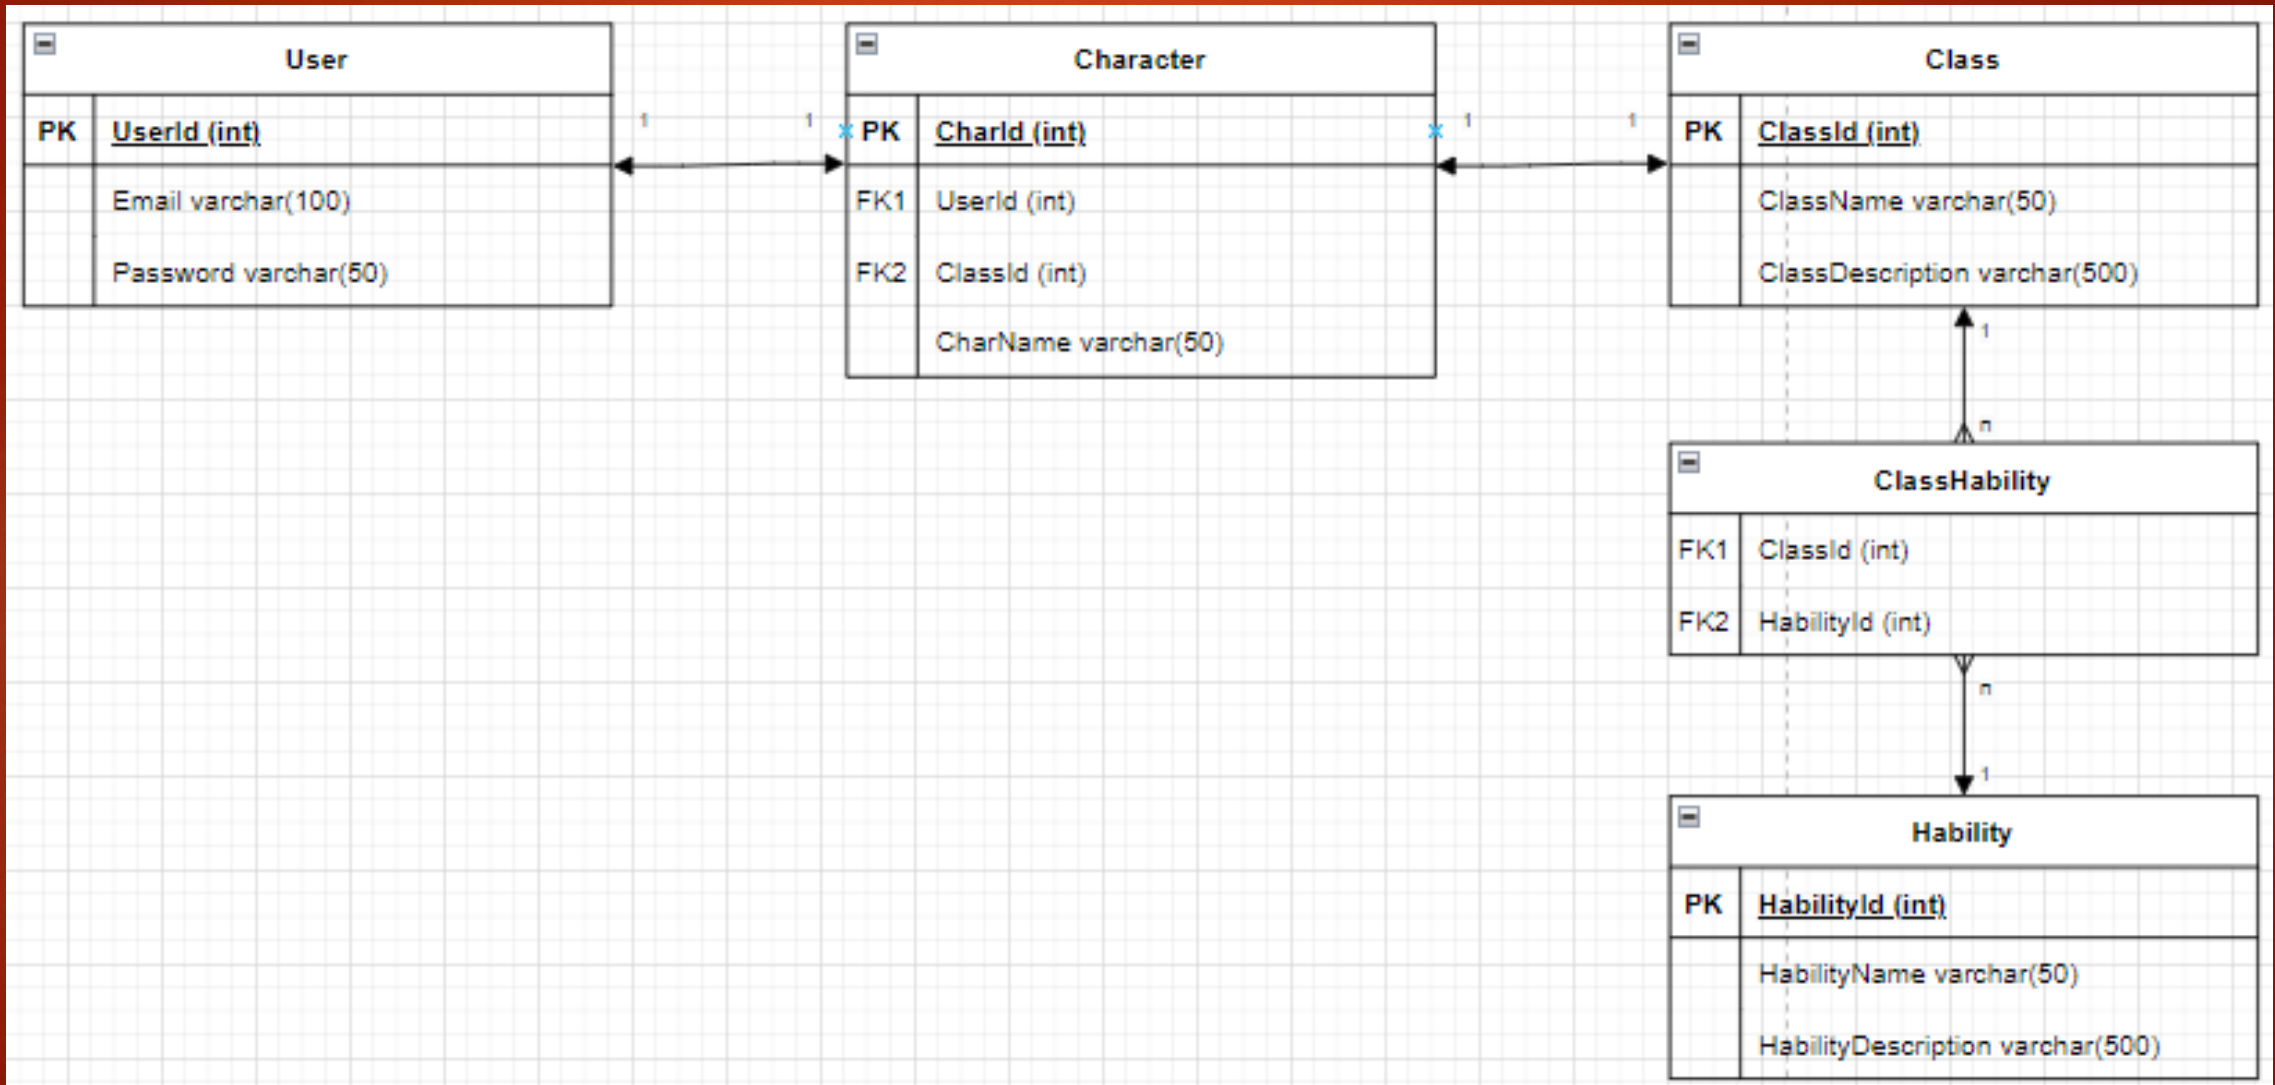 User
PK UserId (int)
Email varchar(100)
Password varchar(50)
1 1
Character
PK CharId (int)
FK1 UserId (int)
FK2 ClassId (int)
CharName varchar(50)
1 1
Class
PK ClassId (int)
ClassName varchar(50)
ClassDescription varchar(500)
1
n
ClassHability
FK1 ClassId (int)
FK2 HabilityId (int)
n
1
Hability
PK HabilityId (int)
HabilityName varchar(50)
HabilityDescription varchar(500)